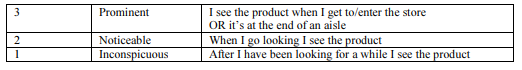 3 Prominent I see the product when I get to/enter the store
OR it's at the end of an aisle
2 Noticeable When I go looking I see the product
1 Inconspicuous After I have been looking for a while I see the product